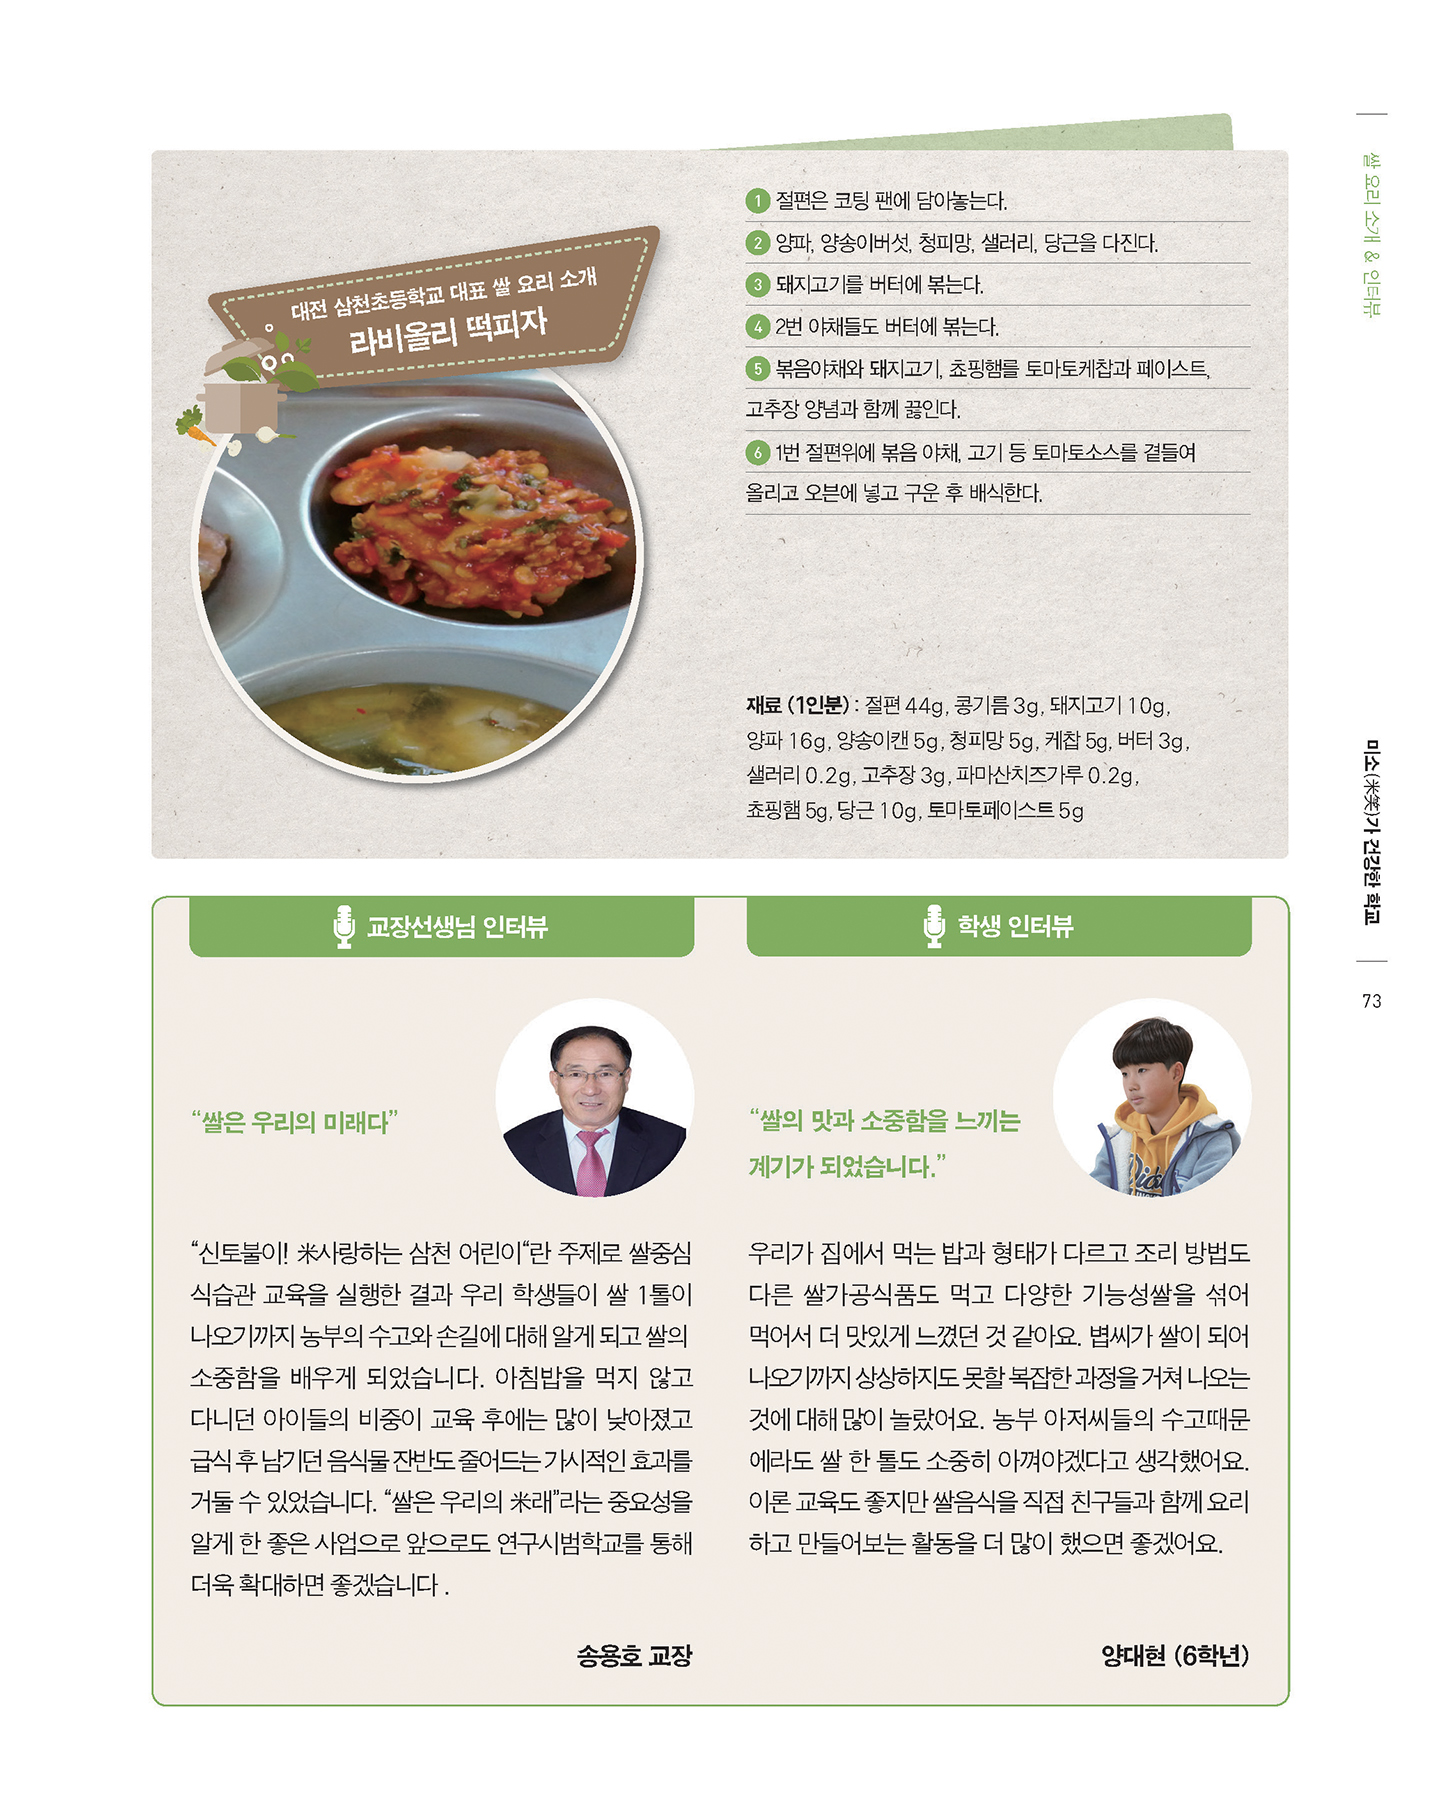 대전 삼천초등학교 대표 쌀 요리 소개
라비올리 떡피자
1 절편은 코팅 팬에 담아놓는다.
2 양파, 양송이버섯, 청피망, 샐러리, 당근을 다진다.
3 돼지고기를 버터에 볶는다.
4 2번 야채들도 버터에 볶는다.
5 볶음야채와 돼지고기, 쵸핑햄를 토마토케찹과 페이스트,
고추장 양념과 함께 끓인다.
6 1번 절편위에 볶음 야채, 고기 등 토마토소스를 곁들여
올리고 오븐에 넣고 구운 후 배식한다.
재료 (1인분) : 절편 44g, 콩기름 3g, 돼지고기 10g,
양파 16g, 양송이캔 5g, 청피망 5g, 케찹 5g, 버터 3g,
샐러리 0.2g, 고추장 3g, 파마산치즈가루 0.2g,
쵸핑햄 5g, 당근 10g, 토마토페이스트 5g
쌀 요리 소개 & 인터뷰
미소(米笑)가 건강한 학교
73
교장선생님 인터뷰
“쌀은 우리의 미래다”
“신토불이! 米사랑하는 삼천 어린이“란 주제로 쌀중심
식습관 교육을 실행한 결과 우리 학생들이 쌀 1톨이
나오기까지 농부의 수고와 손길에 대해 알게 되고 쌀의
소중함을 배우게 되었습니다. 아침밥을 먹지 않고
다니던 아이들의 비중이 교육 후에는 많이 낮아졌고
급식 후 남기던 음식물 잔반도 줄어드는 가시적인 효과를
거둘 수 있었습니다. “쌀은 우리의 米래”라는 중요성을
알게 한 좋은 사업으로 앞으로도 연구시범학교를 통해
더욱 확대하면 좋겠습니다 .
송용호 교장
학생 인터뷰
“쌀의 맛과 소중함을 느끼는
계기가 되었습니다.”
우리가 집에서 먹는 밥과 형태가 다르고 조리 방법도
다른 쌀가공식품도 먹고 다양한 기능성쌀을 섞어
먹어서 더 맛있게 느꼈던 것 같아요. 볍씨가 쌀이 되어
나오기까지 상상하지도 못할 복잡한 과정을 거쳐 나오는
것에 대해 많이 놀랐어요. 농부 아저씨들의 수고때문
에라도 쌀 한 톨도 소중히 아껴야겠다고 생각했어요.
이론 교육도 좋지만 쌀음식을 직접 친구들과 함께 요리
하고 만들어보는 활동을 더 많이 했으면 좋겠어요.
양대현 (6학년)